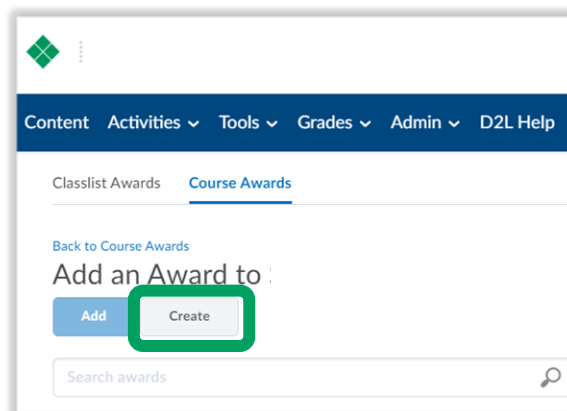 Content Activities Tools Grades Admin D2L Help
Classlist Awards Course Awards
Back to Course Awards
Add an Award to
Add Create
Search awards